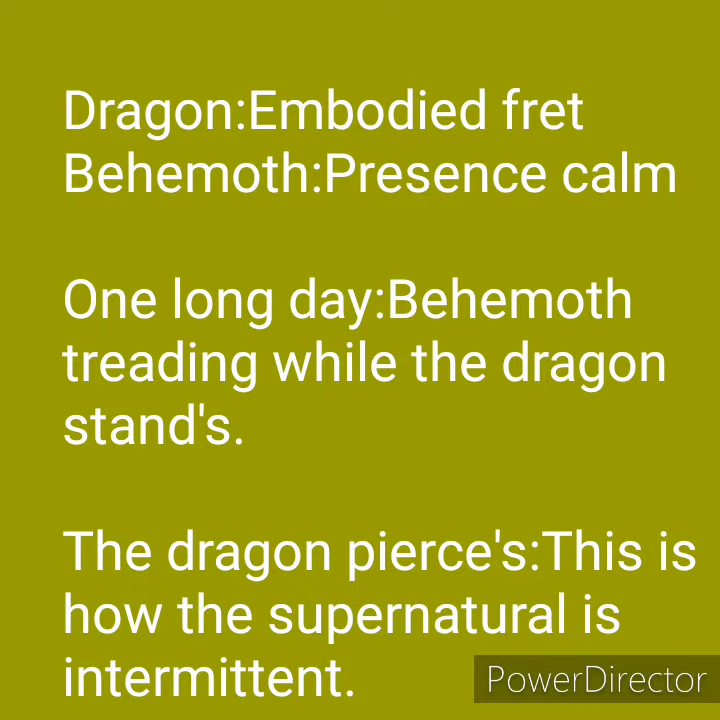 Dragon:Embodied fret
Behemoth:Presence calm
One long day:Behemoth
treading while the dragon
stand's.
The dragon pierce's:This is
how the supernatural is
intermittent.
PowerDirector